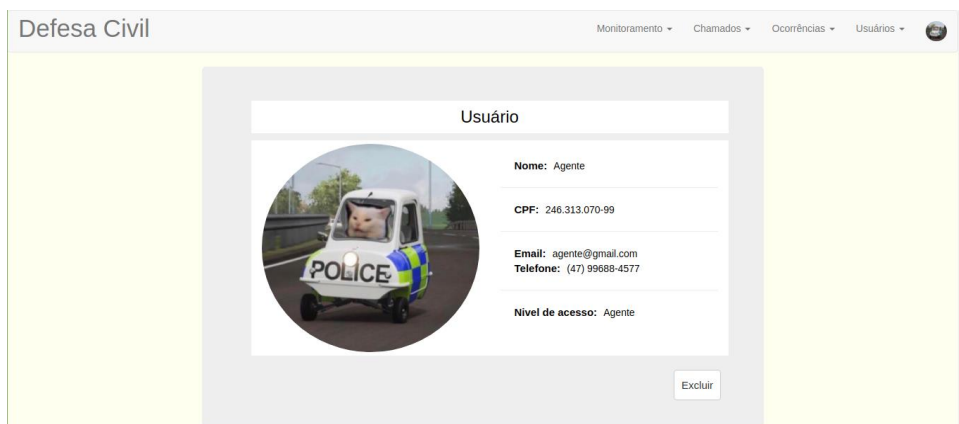 Defesa Civil
Monitoramento Chamados Ocorrências Usuários
Usuário
Nome: Agente
CPF: 246.313.070-99
Email: agente@gmail.com
Telefone: (47) 99688-4577
POLICE
Nivel de acesso: Agente
Excluir